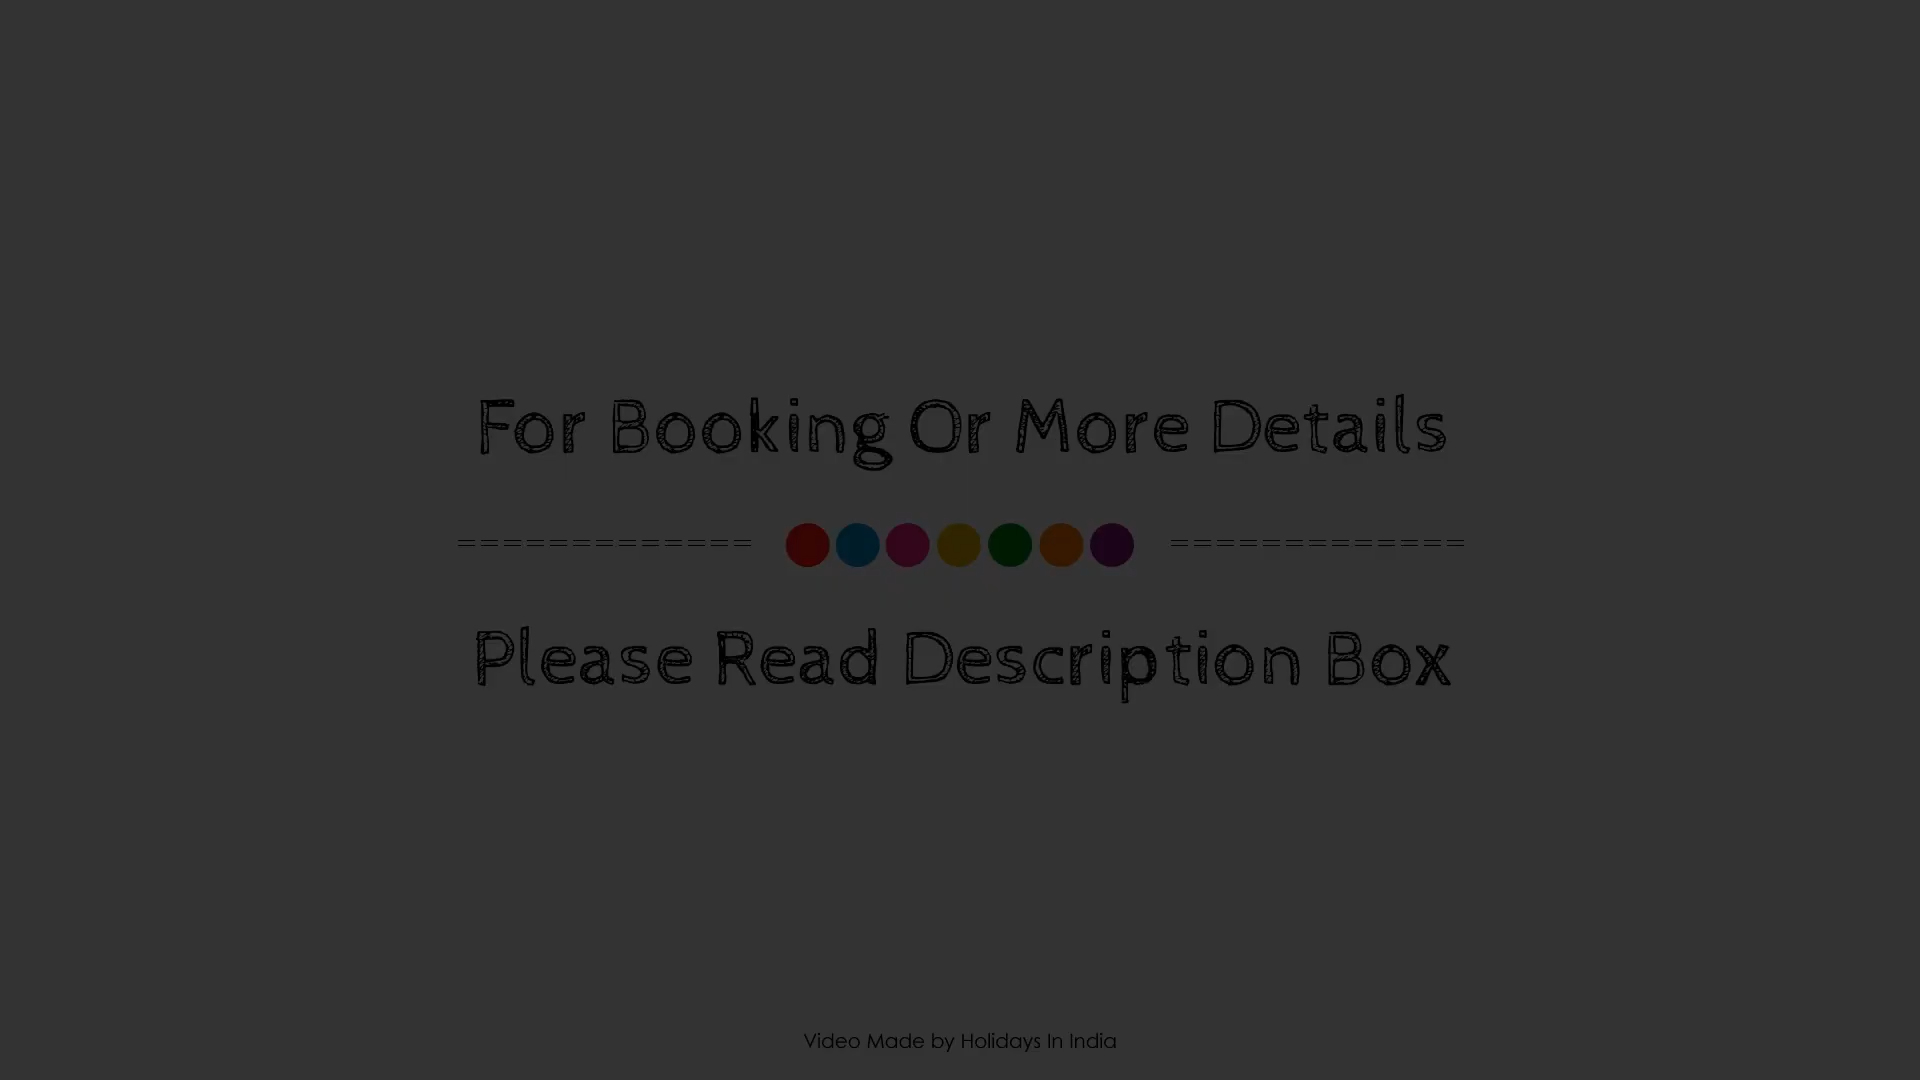 For Booking Or More Details
============= =============
Please Read Description Box
Video Made by Holidays In India